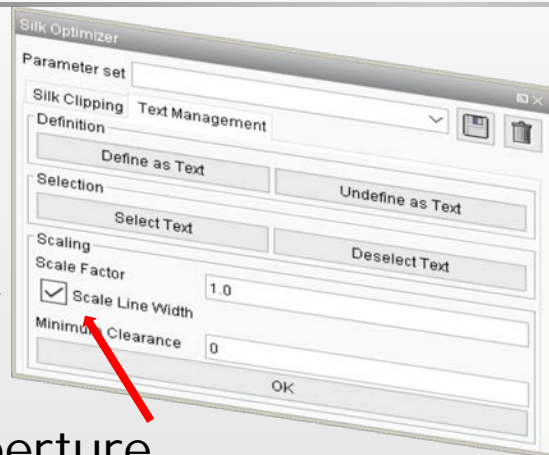 Silk Optimizer
Parameter set
Silk Clipping Text Management
Definition
Define as Text Undefine as Text
Selection
Select Text Deselect Text
Scaling
Scale Factor 1.0
Scale Line Width
Minimum Clearance 0
OK